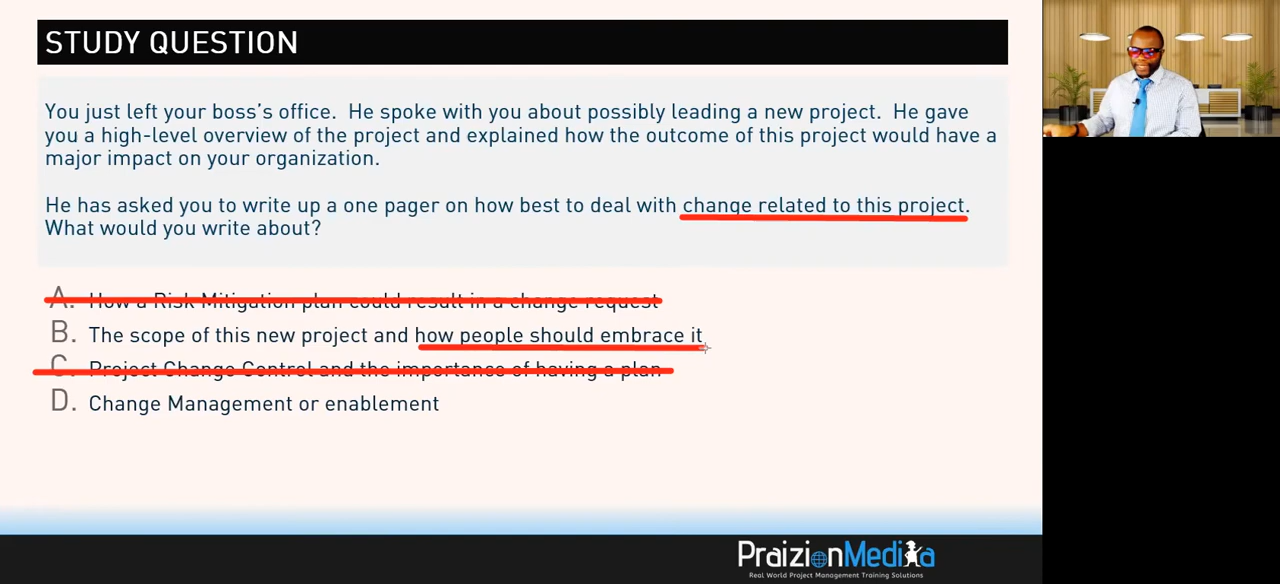 STUDY QUESTION
You just left your boss's office. He spoke with you about possibly leading a new project. He gave
you a high-level overview of the project and explained how the outcome of this project would have a
major impact on your organization.
He has asked you to write up a one pager on how best to deal with change related to this project.
What would you write about?
A. How a Risk Mitigation plan could result in a change request
B. The scope of this new project and how people should embrace it
C. Project Change Control and the importance of having a plan
D. Change Management or enablement
PraizionMedia
Real World Project Management Training Solutions